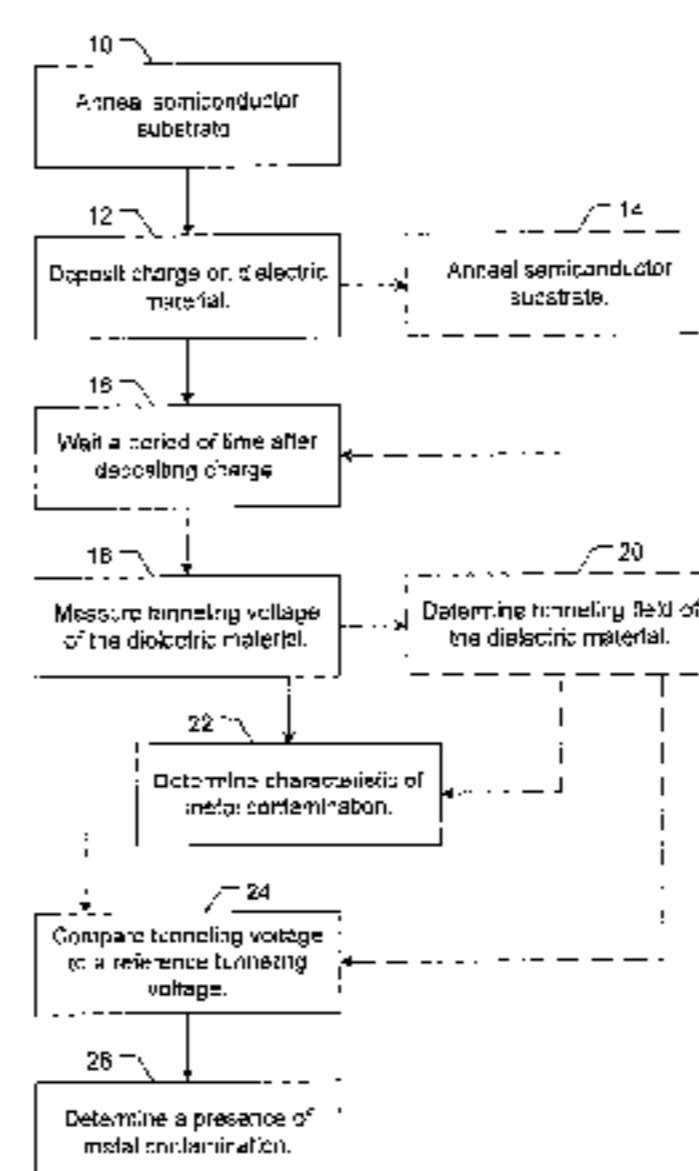 10
Anneal semiconductor
substrate
12
Deposit charge on dielectric
material.
14
Anneal semiconductor
substrate.
16
Wait a period of time after
depositing charge
18
Measure tunneling voltage
of the dielectric material.
20
Determine tunneling field of
the dielectric material.
22
Determine characteristic of
metal contamination.
24
Compare tunneling voltage
to a reference tunneling
voltage.
26
Determine a presence of
metal contamination.